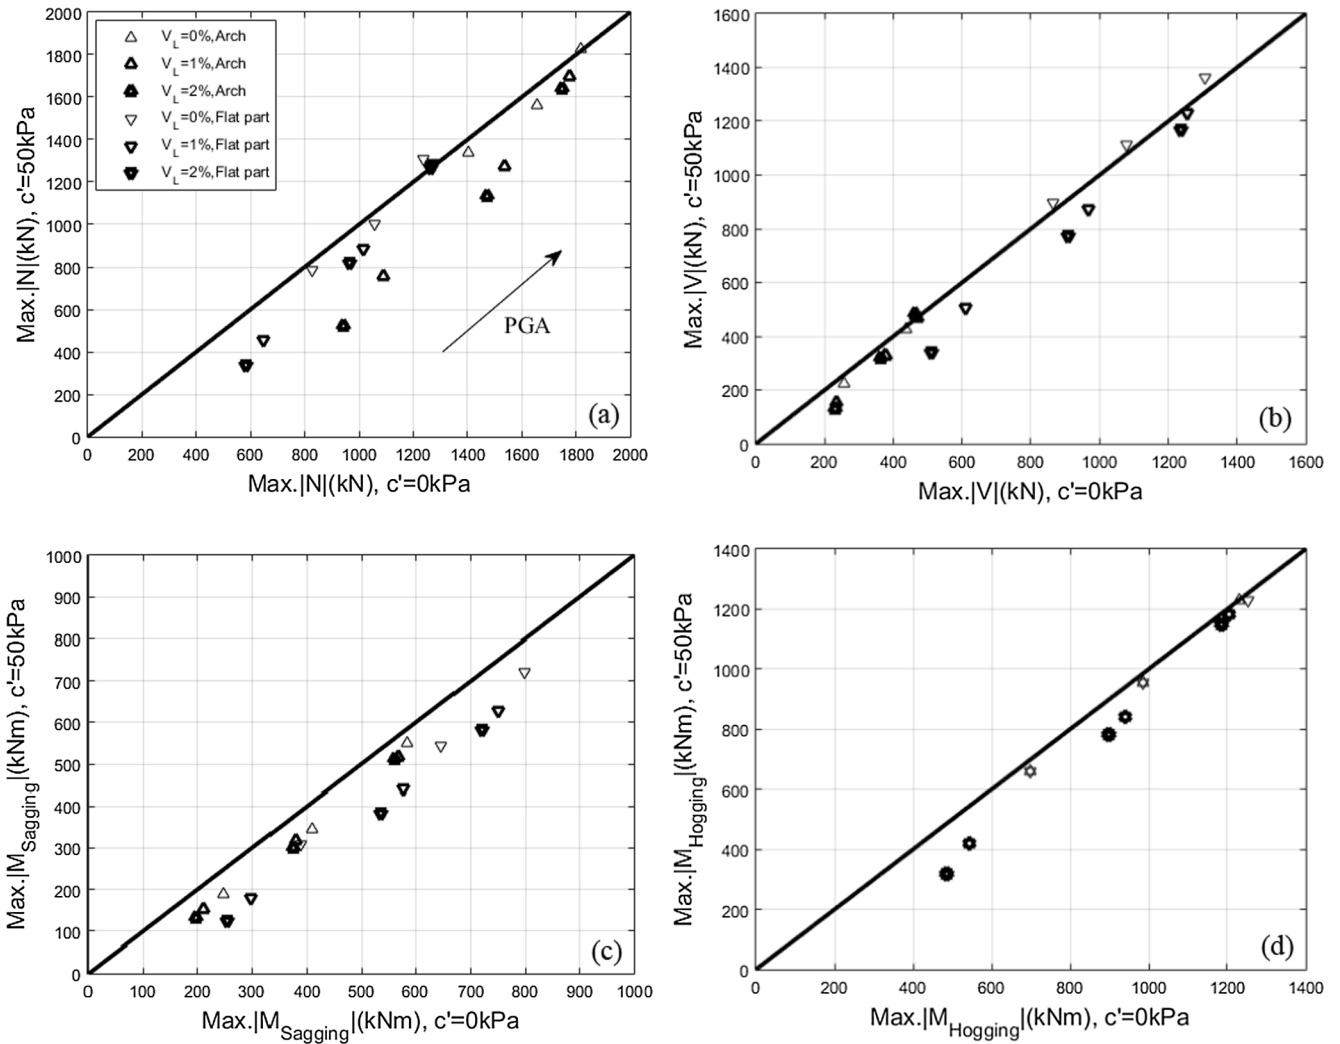 2000
1800
1600
1400
1200
1000
800
600
400
200
0
Max.|N|(kN), c'=50kPa
V_L=0%,Arch
V_L=1%,Arch
V_L=2%,Arch
V_L=0%,Flat part
V_L=1%,Flat part
V_L=2%,Flat part
PGA
(a)
0 200 400 600 800 1000 1200 1400 1600 1800 2000
Max.|N|(kN), c'=0kPa
1600
1400
1200
1000
800
600
400
200
0
Max.|V|(kN), c'=50kPa
(b)
0 200 400 600 800 1000 1200 1400 1600
Max.|V|(kN), c'=0kPa
1000
900
800
700
600
500
400
300
200
100
0
Max.|M_Sagging|(kNm), c'=50kPa
(c)
0 100 200 300 400 500 600 700 800 900 1000
Max.|M_Sagging|(kNm), c'=0kPa
1400
1200
1000
800
600
400
200
0
Max.|M_Hogging|(kNm), c'=50kPa
(d)
0 200 400 600 800 1000 1200 1400
Max.|M_Hogging|(kNm), c'=0kPa